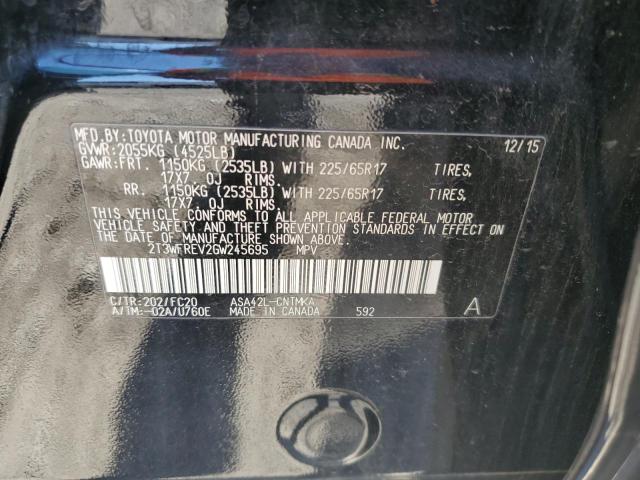 MFD.BY:TOYOTA MOTOR MANUFACTURING CANADA INC. 12/15
GVWR:2055KG (4525LB)
GAWR:FRT. 1150KG (2535LB) WITH 225/65R17 TIRES,
17X7.0J RIMS.
RR. 1150KG (2535LB) WITH 225/65R17 TIRES,
17X7.0J RIMS.
THIS VEHICLE CONFORMS TO ALL APPLICABLE FEDERAL MOTOR
VEHICLE SAFETY AND THEFT PREVENTION STANDARDS IN EFFECT
ON THE DATE OF MANUFACTURE SHOWN ABOVE.
2T3WFREV2GW245695 MPV
C/TR:202/FC20 ASA42L-CNTMKA
A/TM:-02A/U760E MADE IN CANADA 592 A